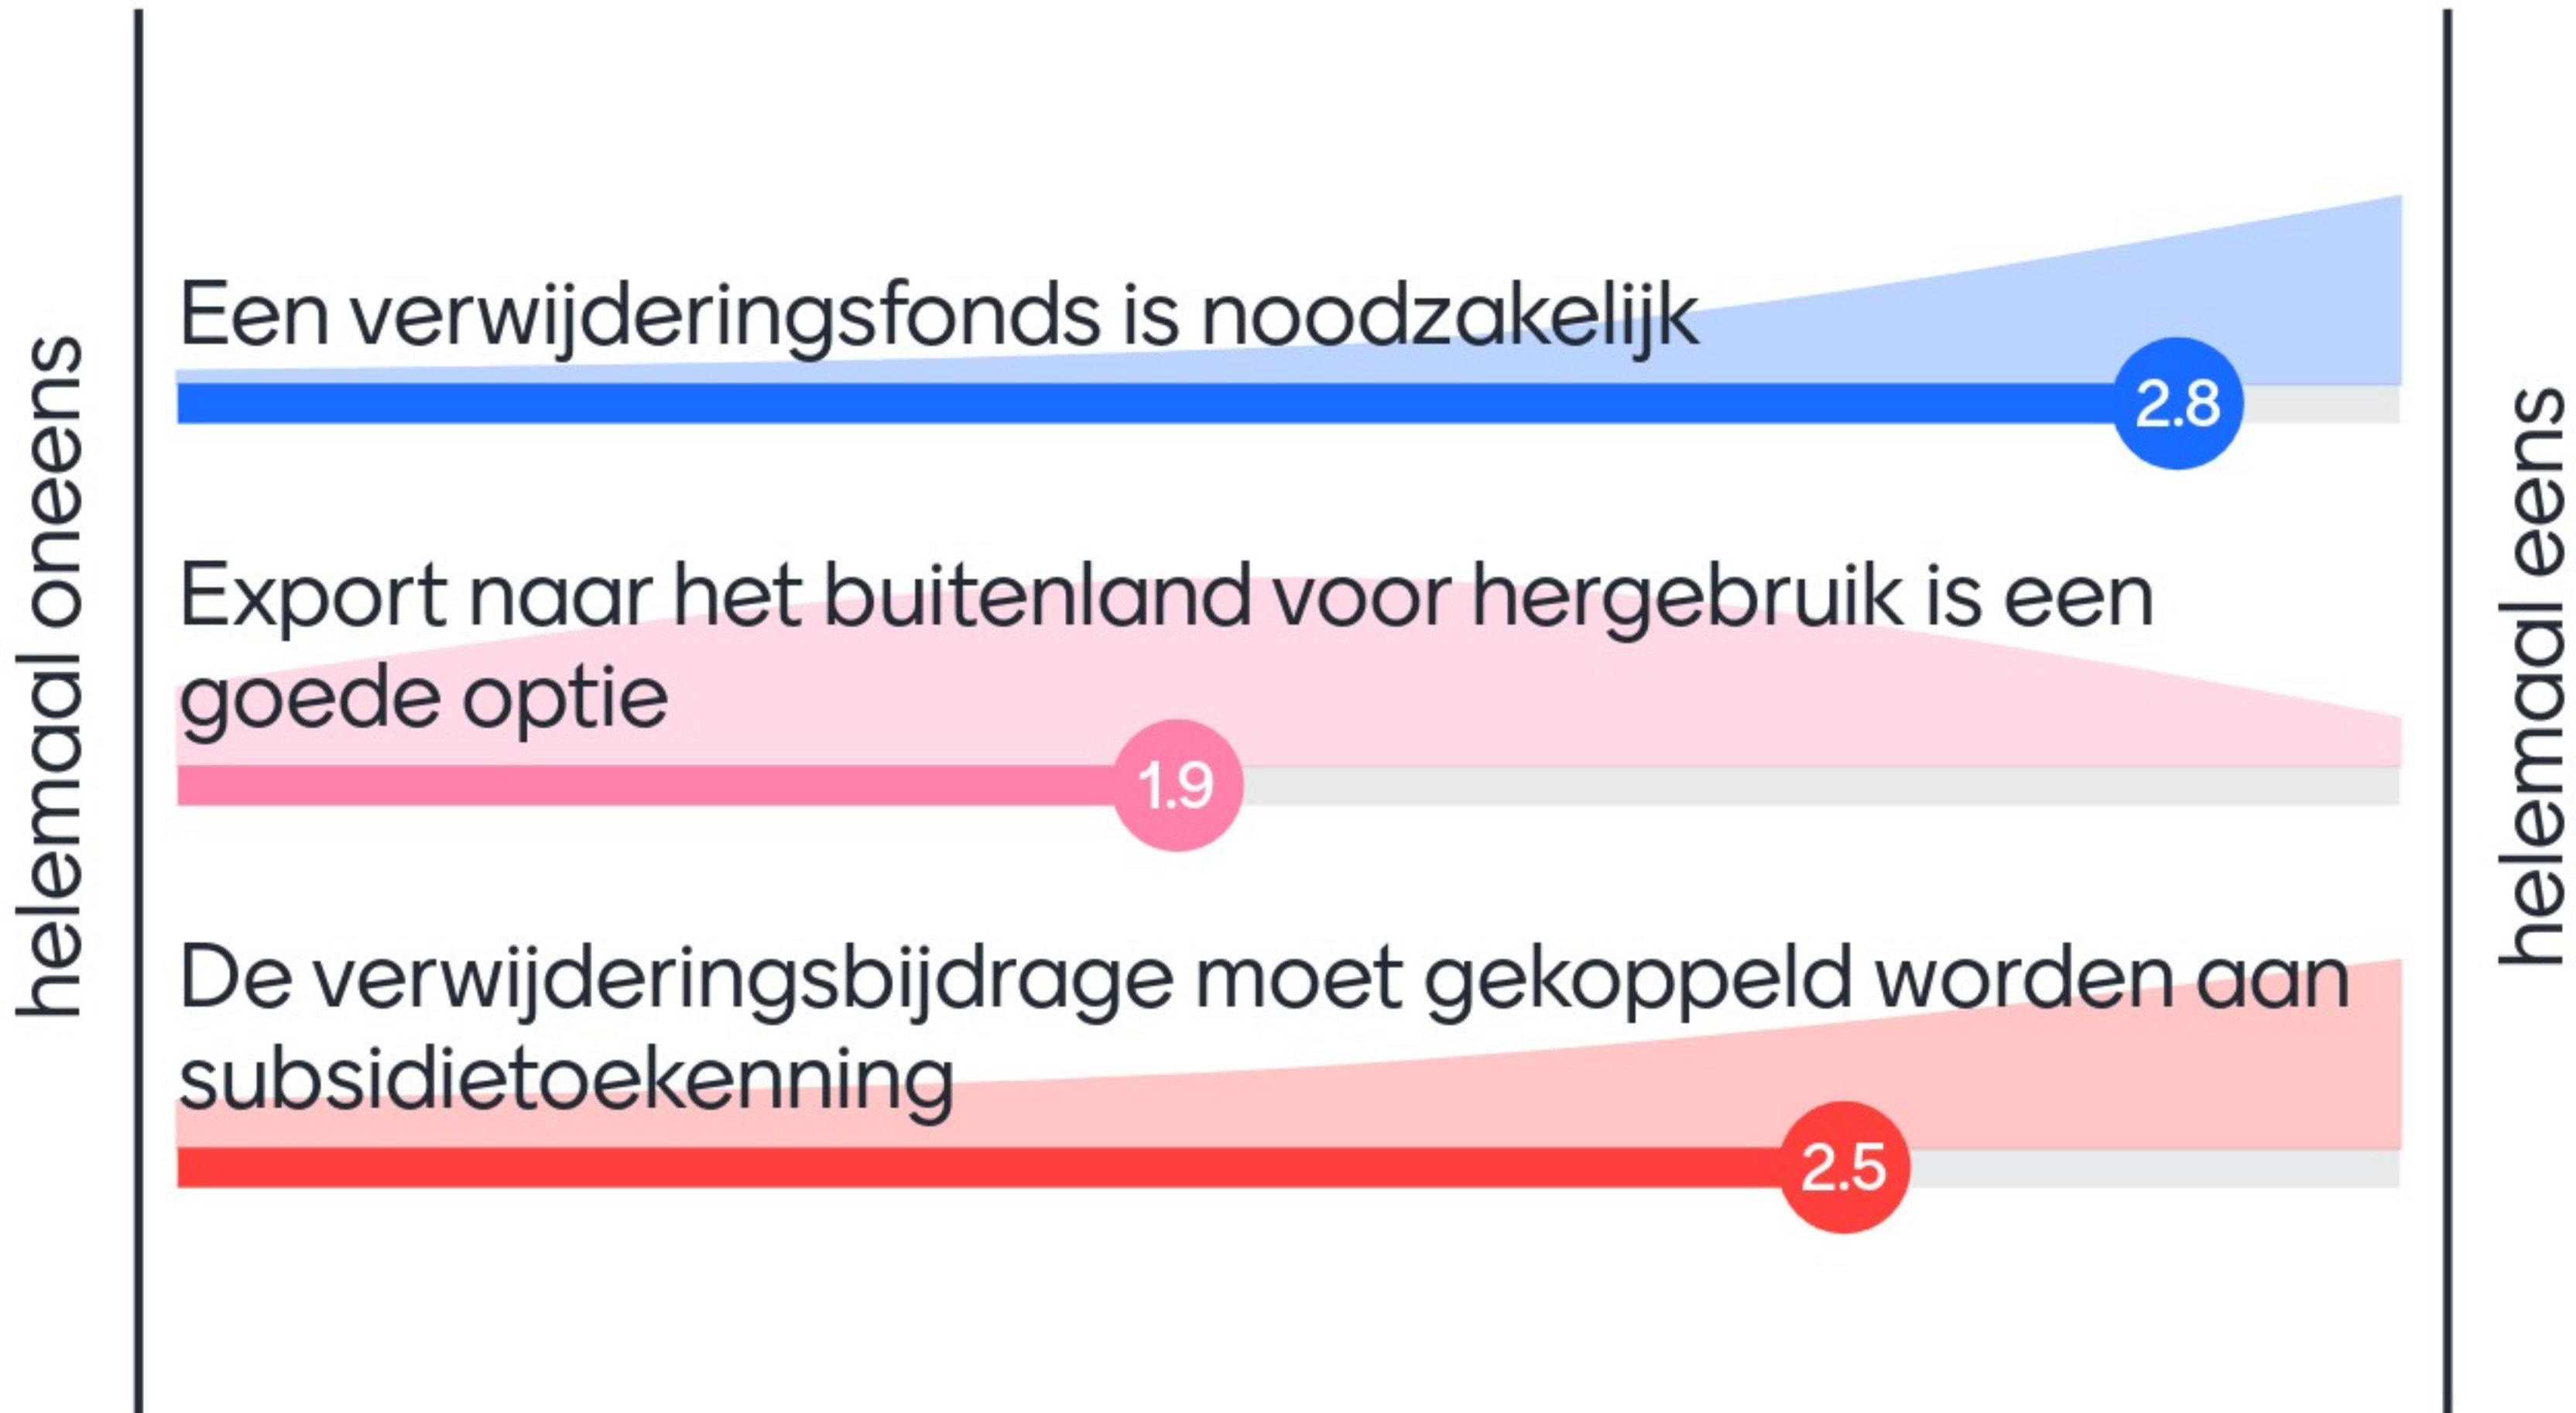 helemaal oneens
Een verwijderingsfonds is noodzakelijk
2.8
Export naar het buitenland voor hergebruik is een
goede optie
1.9
De verwijderingsbijdrage moet gekoppeld worden aan
subsidietoekenning
2.5
helemaal eens